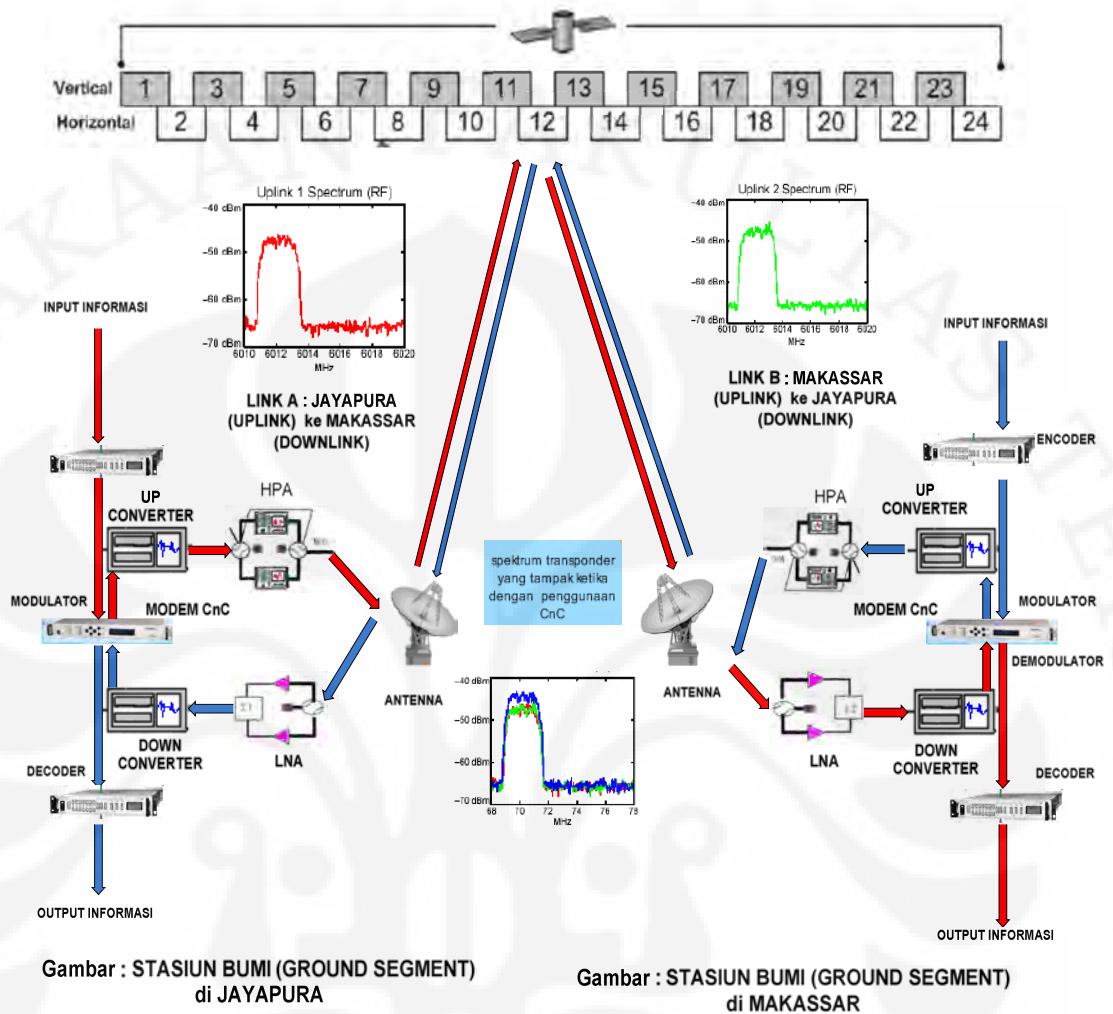 Vertical 1 3 5 7 9 11 13 15 17 19 21 23
Horizontal 2 4 6 8 10 12 14 16 18 20 22 24
Uplink 1 Spectrum (RF)
-40 dBm
-50 dBm
-60 dBm
-70 dBm
6010 6012 6014 6016 6018 6020
MHz
LINK A : JAYAPURA
(UPLINK) ke MAKASSAR
(DOWNLINK)
Uplink 2 Spectrum (RF)
-40 dBm
-50 dBm
-60 dBm
-70 dBm
6010 6012 6014 6016 6018 6020
MHz
LINK B : MAKASSAR
(UPLINK) ke JAYAPURA
(DOWNLINK)
INPUT INFORMASI
UP
CONVERTER
HPA
MODULATOR
MODEM CnC
ANTENNA
DOWN
CONVERTER
LNA
DECODER
OUTPUT INFORMASI
spektrum transponder
yang tampak ketika
dengan penggunaan
CnC
-40 dBm
-50 dBm
-60 dBm
-70 dBm
68 70 72 74 76 78
MHz
INPUT INFORMASI
ENCODER
HPA
UP
CONVERTER
MODEM CnC
MODULATOR
DEMODULATOR
ANTENNA
LNA
DOWN
CONVERTER
DECODER
OUTPUT INFORMASI
Gambar : STASIUN BUMI (GROUND SEGMENT)
di JAYAPURA
Gambar : STASIUN BUMI (GROUND SEGMENT)
di MAKASSAR